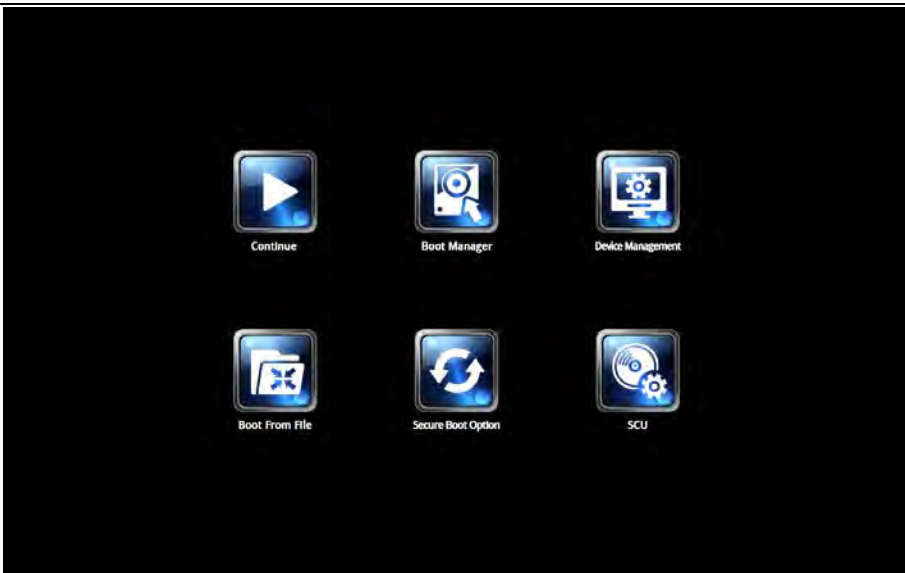 Continue
Boot Manager
Device Management
Boot From File
Secure Boot Option
SCU